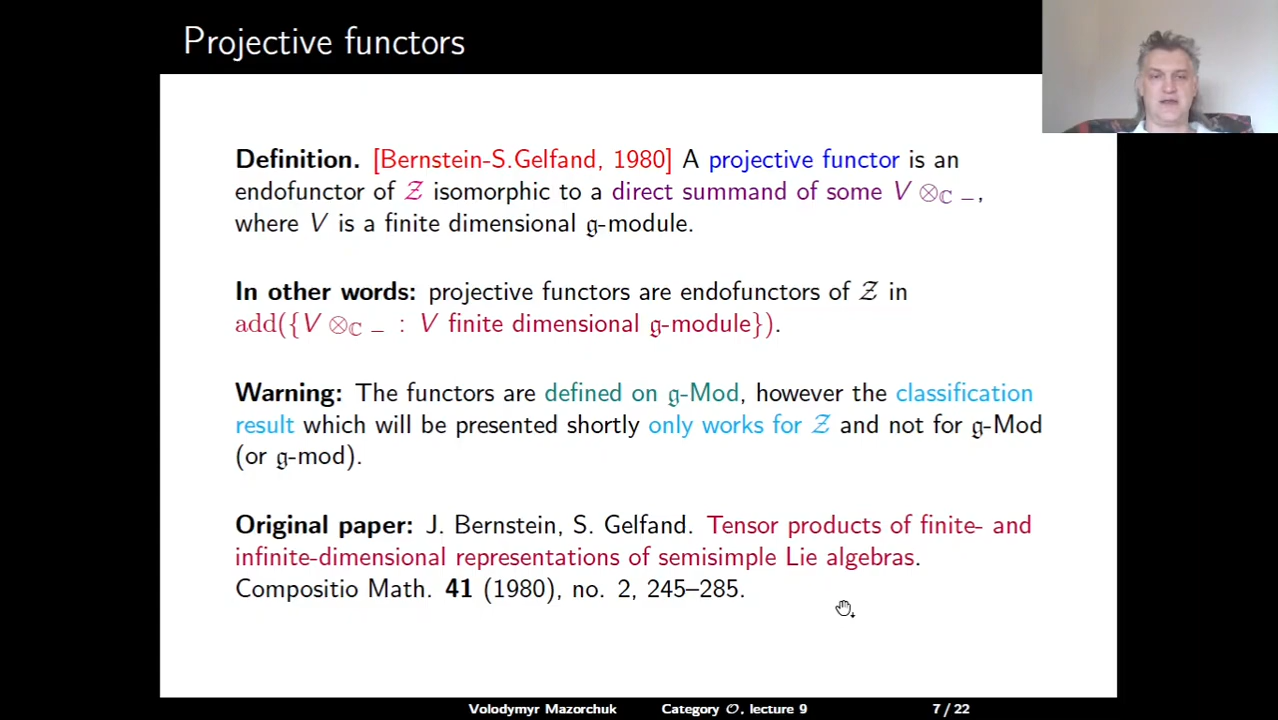 Projective functors
Definition. [Bernstein-S.Gelfand, 1980] A projective functor is an
endofunctor of 𝒵 isomorphic to a direct summand of some V ⊗_ℂ −,
where V is a finite dimensional 𝔤-module.
In other words: projective functors are endofunctors of 𝒵 in
add({V ⊗_ℂ − : V finite dimensional 𝔤-module}).
Warning: The functors are defined on 𝔤-Mod, however the classification
result which will be presented shortly only works for 𝒵 and not for 𝔤-Mod
(or 𝔤-mod).
Original paper: J. Bernstein, S. Gelfand. Tensor products of finite- and
infinite-dimensional representations of semisimple Lie algebras.
Compositio Math. 41 (1980), no. 2, 245–285.
Volodymyr Mazorchuk Category 𝒪, lecture 9 7 / 22